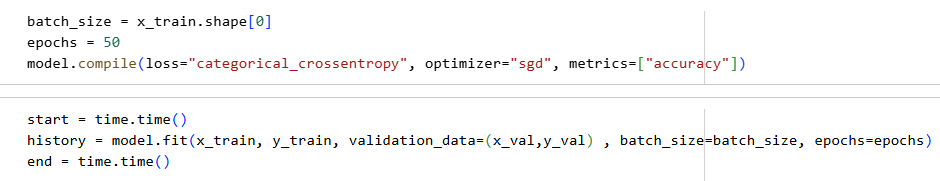 batch_size = x_train.shape[0]
epochs = 50
model.compile(loss="categorical_crossentropy", optimizer="sgd", metrics=["accuracy"])
start = time.time()
history = model.fit(x_train, y_train, validation_data=(x_val,y_val) , batch_size=batch_size, epochs=epochs)
end = time.time()